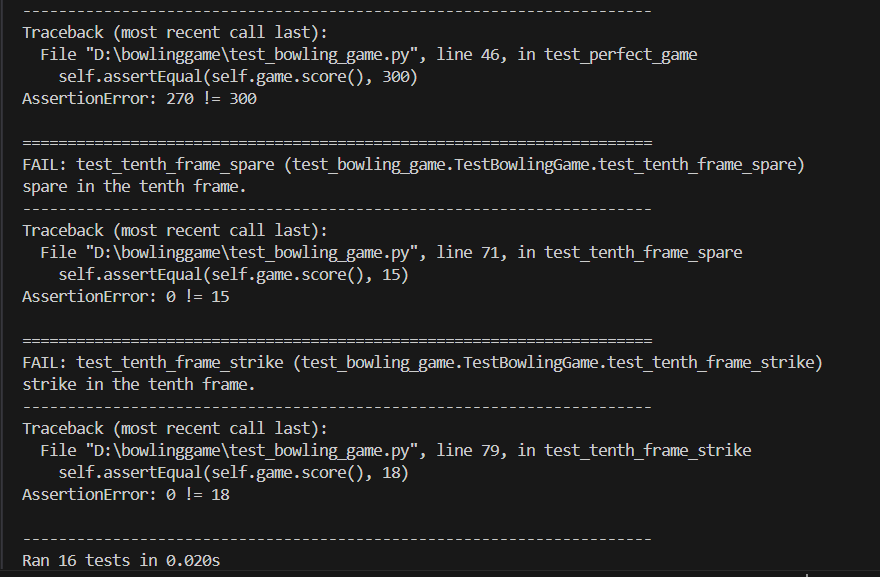 ----------------------------------------------------------------------
Traceback (most recent call last):
  File "D:\bowlinggame\test_bowling_game.py", line 46, in test_perfect_game
    self.assertEqual(self.game.score(), 300)
AssertionError: 270 != 300

======================================================================
FAIL: test_tenth_frame_spare (test_bowling_game.TestBowlingGame.test_tenth_frame_spare)
spare in the tenth frame.
----------------------------------------------------------------------
Traceback (most recent call last):
  File "D:\bowlinggame\test_bowling_game.py", line 71, in test_tenth_frame_spare
    self.assertEqual(self.game.score(), 15)
AssertionError: 0 != 15

======================================================================
FAIL: test_tenth_frame_strike (test_bowling_game.TestBowlingGame.test_tenth_frame_strike)
strike in the tenth frame.
----------------------------------------------------------------------
Traceback (most recent call last):
  File "D:\bowlinggame\test_bowling_game.py", line 79, in test_tenth_frame_strike
    self.assertEqual(self.game.score(), 18)
AssertionError: 0 != 18

----------------------------------------------------------------------
Ran 16 tests in 0.020s